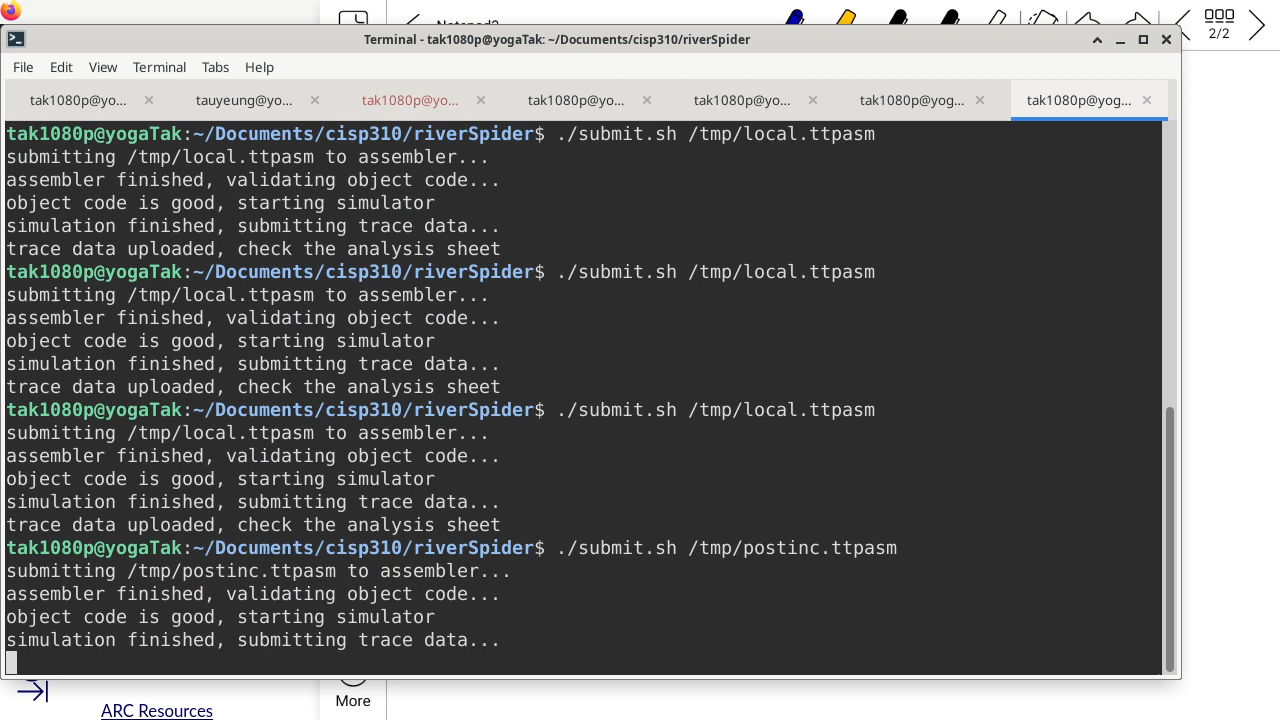 Notepad2
2/2
Terminal - tak1080p@yogaTak: ~/Documents/cisp310/riverSpider
File Edit View Terminal Tabs Help
tak1080p@yo... tauyeung@yo... tak1080p@yo... tak1080p@yo... tak1080p@yo... tak1080p@yog... tak1080p@yog...
tak1080p@yogaTak:~/Documents/cisp310/riverSpider$ ./submit.sh /tmp/local.ttpasm
submitting /tmp/local.ttpasm to assembler...
assembler finished, validating object code...
object code is good, starting simulator
simulation finished, submitting trace data...
trace data uploaded, check the analysis sheet
tak1080p@yogaTak:~/Documents/cisp310/riverSpider$ ./submit.sh /tmp/local.ttpasm
submitting /tmp/local.ttpasm to assembler...
assembler finished, validating object code...
object code is good, starting simulator
simulation finished, submitting trace data...
trace data uploaded, check the analysis sheet
tak1080p@yogaTak:~/Documents/cisp310/riverSpider$ ./submit.sh /tmp/local.ttpasm
submitting /tmp/local.ttpasm to assembler...
assembler finished, validating object code...
object code is good, starting simulator
simulation finished, submitting trace data...
trace data uploaded, check the analysis sheet
tak1080p@yogaTak:~/Documents/cisp310/riverSpider$ ./submit.sh /tmp/postinc.ttpasm
submitting /tmp/postinc.ttpasm to assembler...
assembler finished, validating object code...
object code is good, starting simulator
simulation finished, submitting trace data...
More
ARC Resources